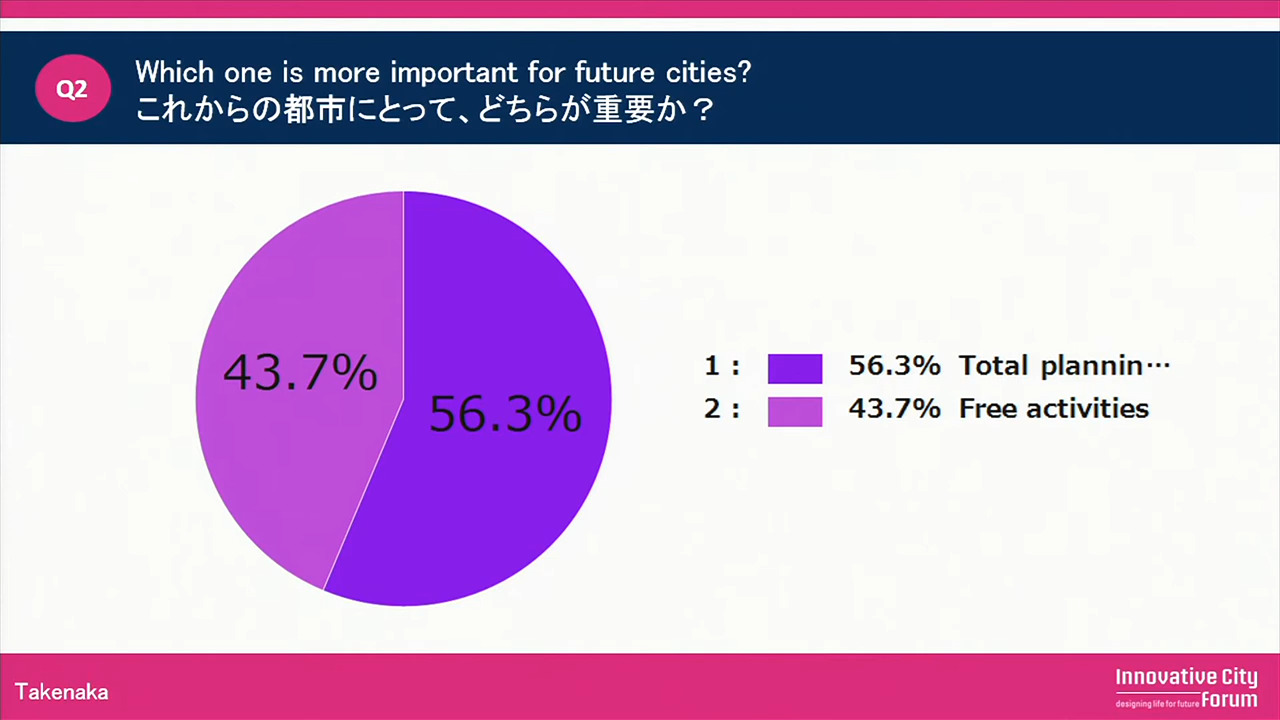 Q2
Which one is more important for future cities?
これからの都市にとって、どちらが重要か？
43.7%
56.3%
1 : 56.3% Total plannin…
2 : 43.7% Free activities
Takenaka
Innovative City
designing life for future Forum